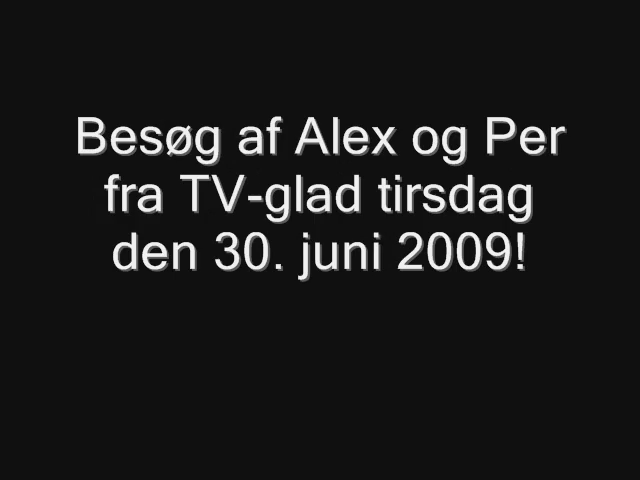 Besøg af Alex og Per
fra TV-glad tirsdag
den 30. juni 2009!